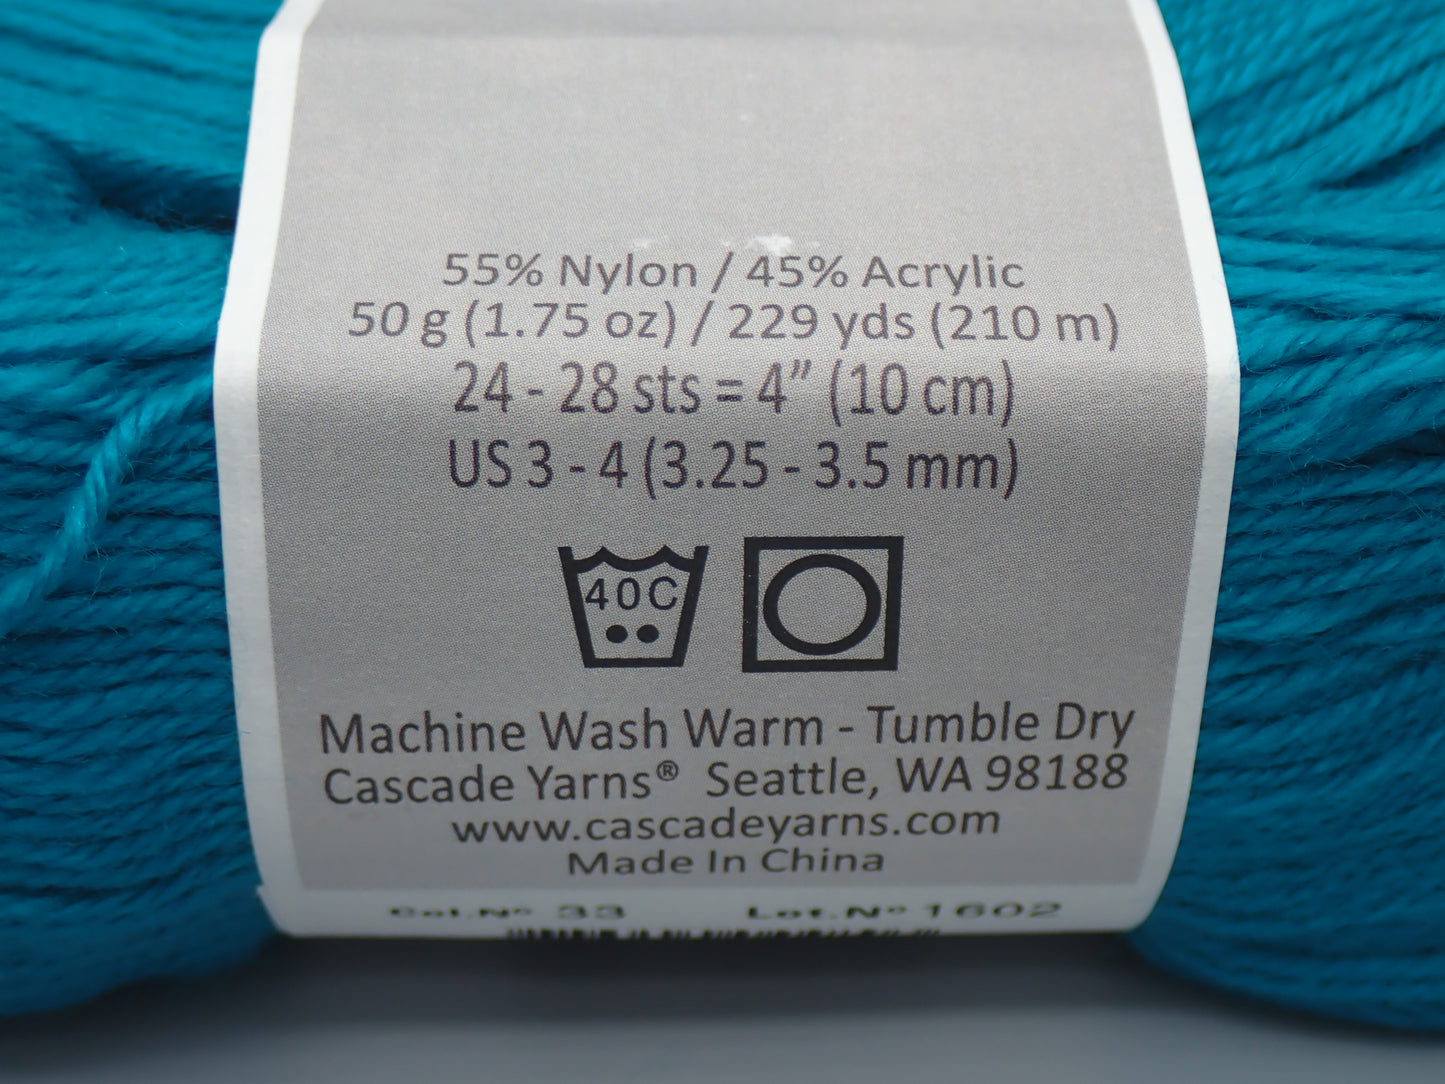 55% Nylon / 45% Acrylic
50 g (1.75 oz) / 229 yds (210 m)
24 - 28 sts = 4” (10 cm)
US 3 - 4 (3.25 - 3.5 mm)
40C
Machine Wash Warm - Tumble Dry
Cascade Yarns® Seattle, WA 98188
www.cascadeyarns.com
Made In China
Col.Nº 33 Lot.Nº 1602